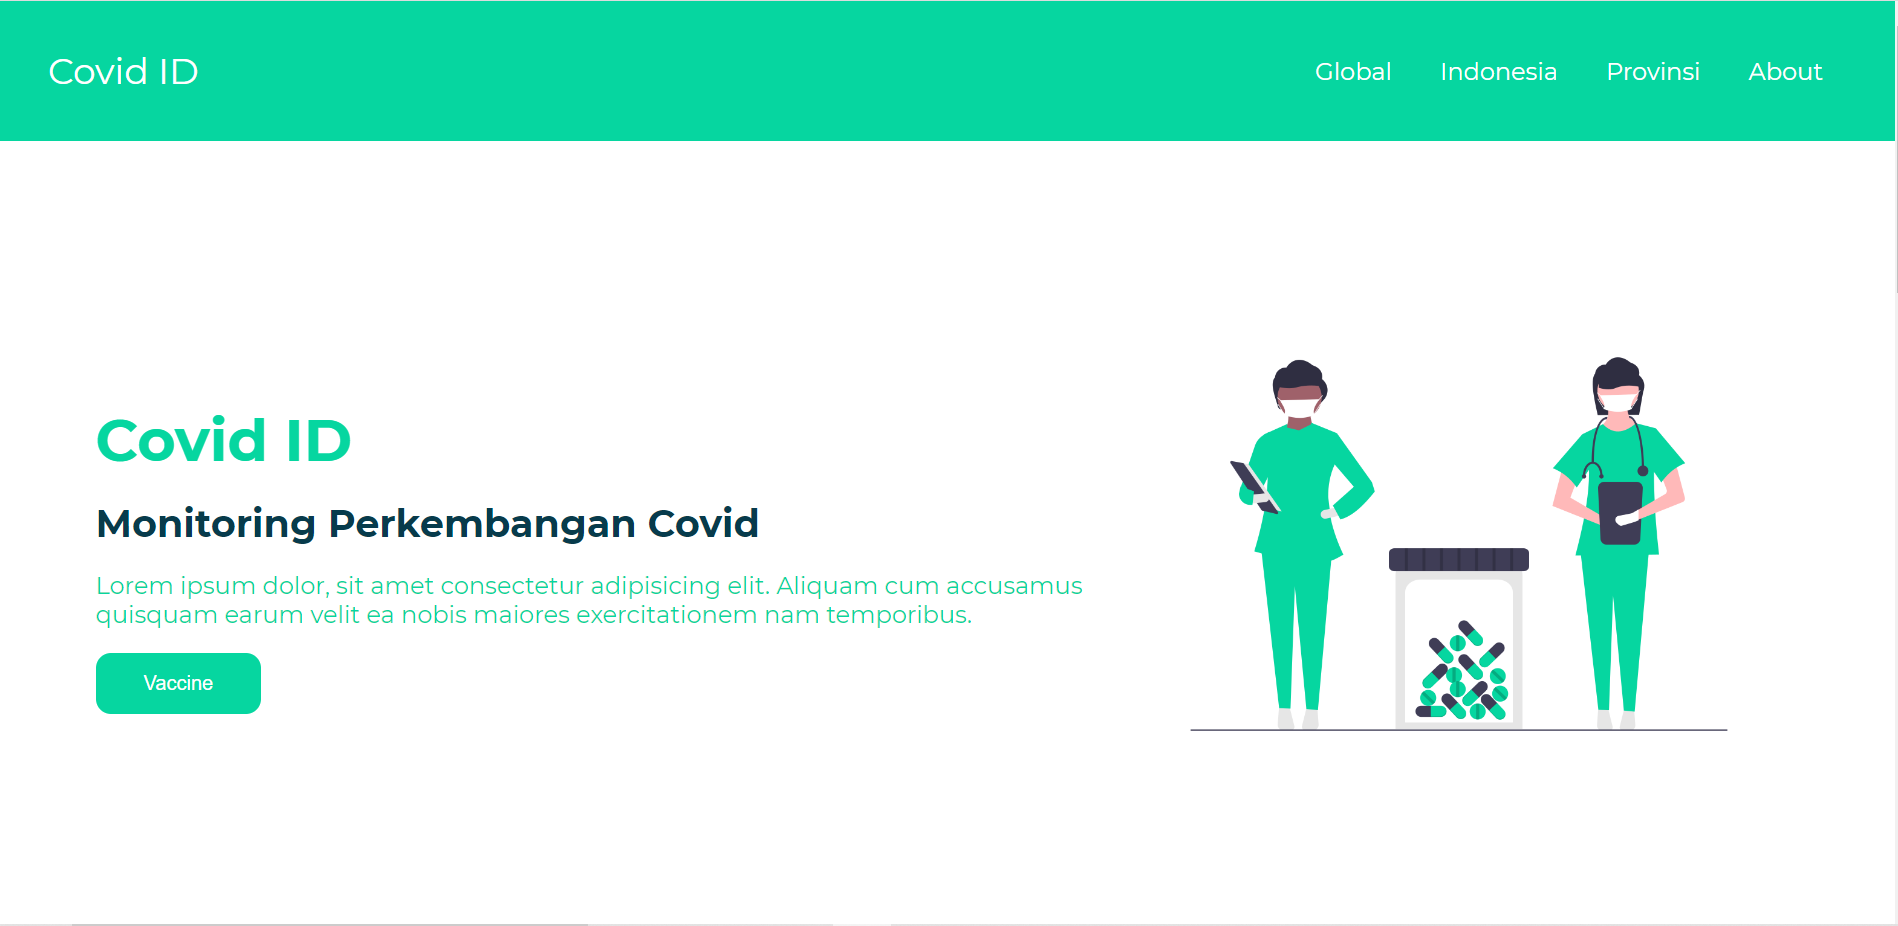 Covid ID
Global Indonesia Provinsi About
Covid ID
Monitoring Perkembangan Covid
Lorem ipsum dolor, sit amet consectetur adipisicing elit. Aliquam cum accusamus
quisquam earum velit ea nobis maiores exercitationem nam temporibus.
Vaccine